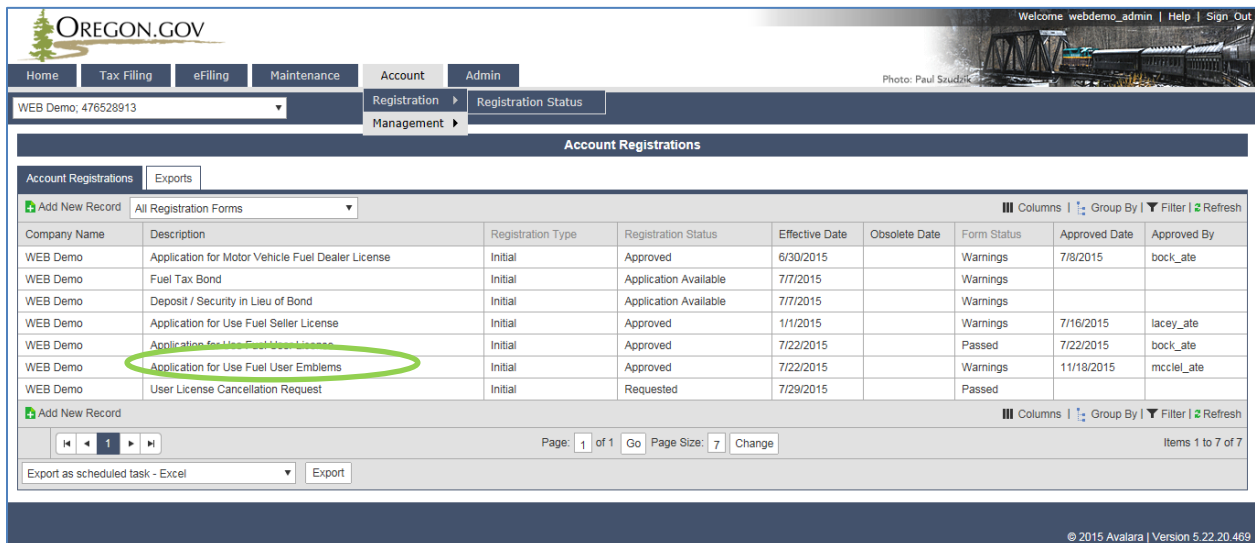 Welcome webdemo_admin | Help | Sign Out
OREGON.GOV
Home Tax Filing eFiling Maintenance Account Admin
Photo: Paul Szudzik
WEB Demo; 476528913 Registration Registration Status
Management
Account Registrations
Account Registrations Exports
Add New Record All Registration Forms Columns | Group By | Filter | Refresh
Company Name Description Registration Type Registration Status Effective Date Obsolete Date Form Status Approved Date Approved By
WEB Demo Application for Motor Vehicle Fuel Dealer License Initial Approved 6/30/2015 Warnings 7/8/2015 bock_ate
WEB Demo Fuel Tax Bond Initial Application Available 7/7/2015 Warnings
WEB Demo Deposit / Security in Lieu of Bond Initial Application Available 7/7/2015 Warnings
WEB Demo Application for Use Fuel Seller License Initial Approved 1/1/2015 Warnings 7/16/2015 lacey_ate
WEB Demo Application for Use Fuel User License Initial Approved 7/22/2015 Passed 7/22/2015 bock_ate
WEB Demo Application for Use Fuel User Emblems Initial Approved 7/22/2015 Warnings 11/18/2015 mcclel_ate
WEB Demo User License Cancellation Request Initial Requested 7/29/2015 Passed
Add New Record Columns | Group By | Filter | Refresh
1 Page: 1 of 1 Go Page Size: 7 Change Items 1 to 7 of 7
Export as scheduled task - Excel Export
© 2015 Avalara | Version 5.22.20.469